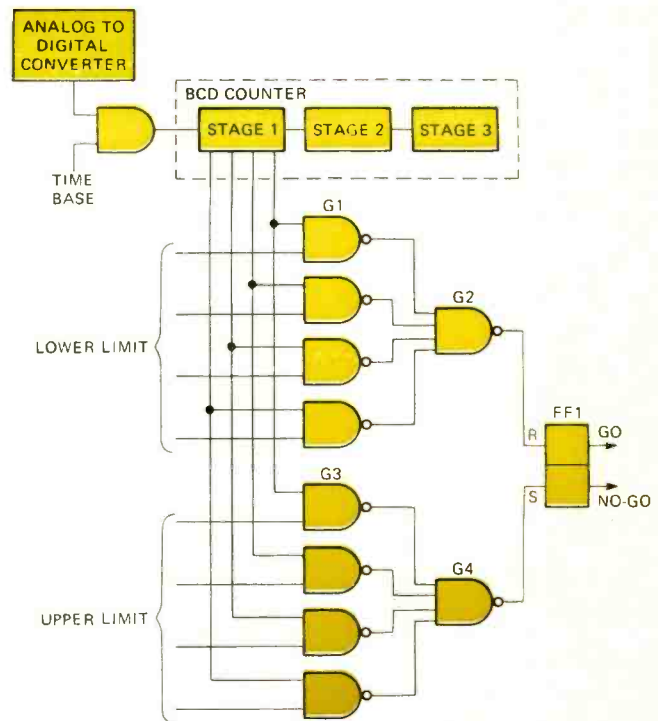 ANALOG TO
DIGITAL
CONVERTER
BCD COUNTER
STAGE 1
STAGE 2
STAGE 3
TIME
BASE
G1
G2
LOWER LIMIT
FF1
R
GO
S
NO-GO
G3
G4
UPPER LIMIT